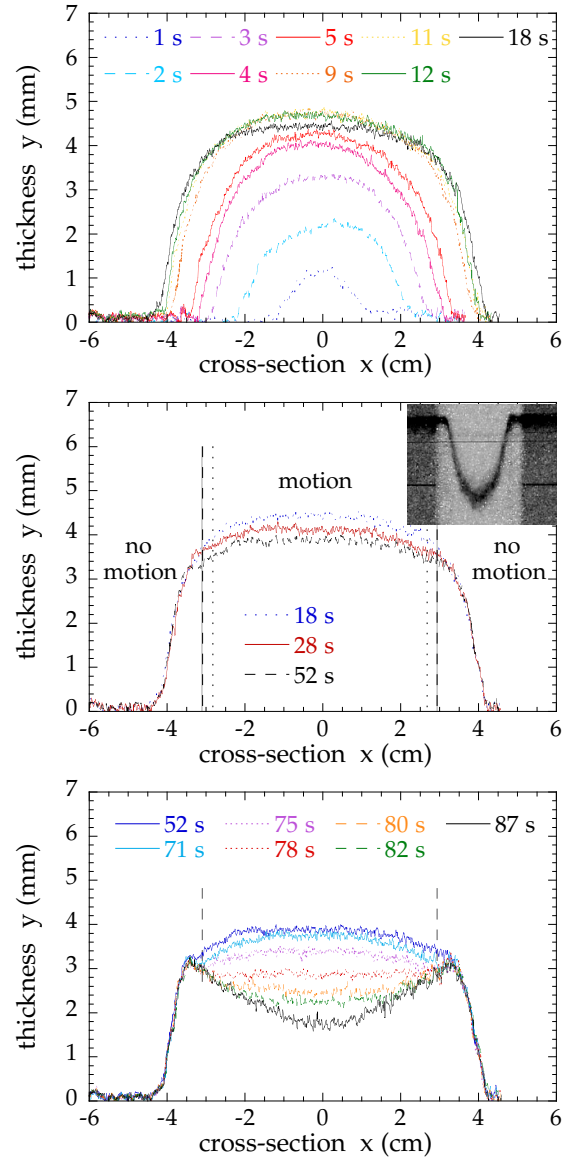 7
6
5
4
3
2
1
0
thickness y (mm)
1 s 3 s 5 s 11 s 18 s
2 s 4 s 9 s 12 s
-6 -4 -2 0 2 4 6
cross-section x (cm)
7
6
5
4
3
2
1
0
thickness y (mm)
motion
no motion
no motion
18 s
28 s
52 s
-6 -4 -2 0 2 4 6
cross-section x (cm)
7
6
5
4
3
2
1
0
thickness y (mm)
52 s 75 s 80 s 87 s
71 s 78 s 82 s
-6 -4 -2 0 2 4 6
cross-section x (cm)